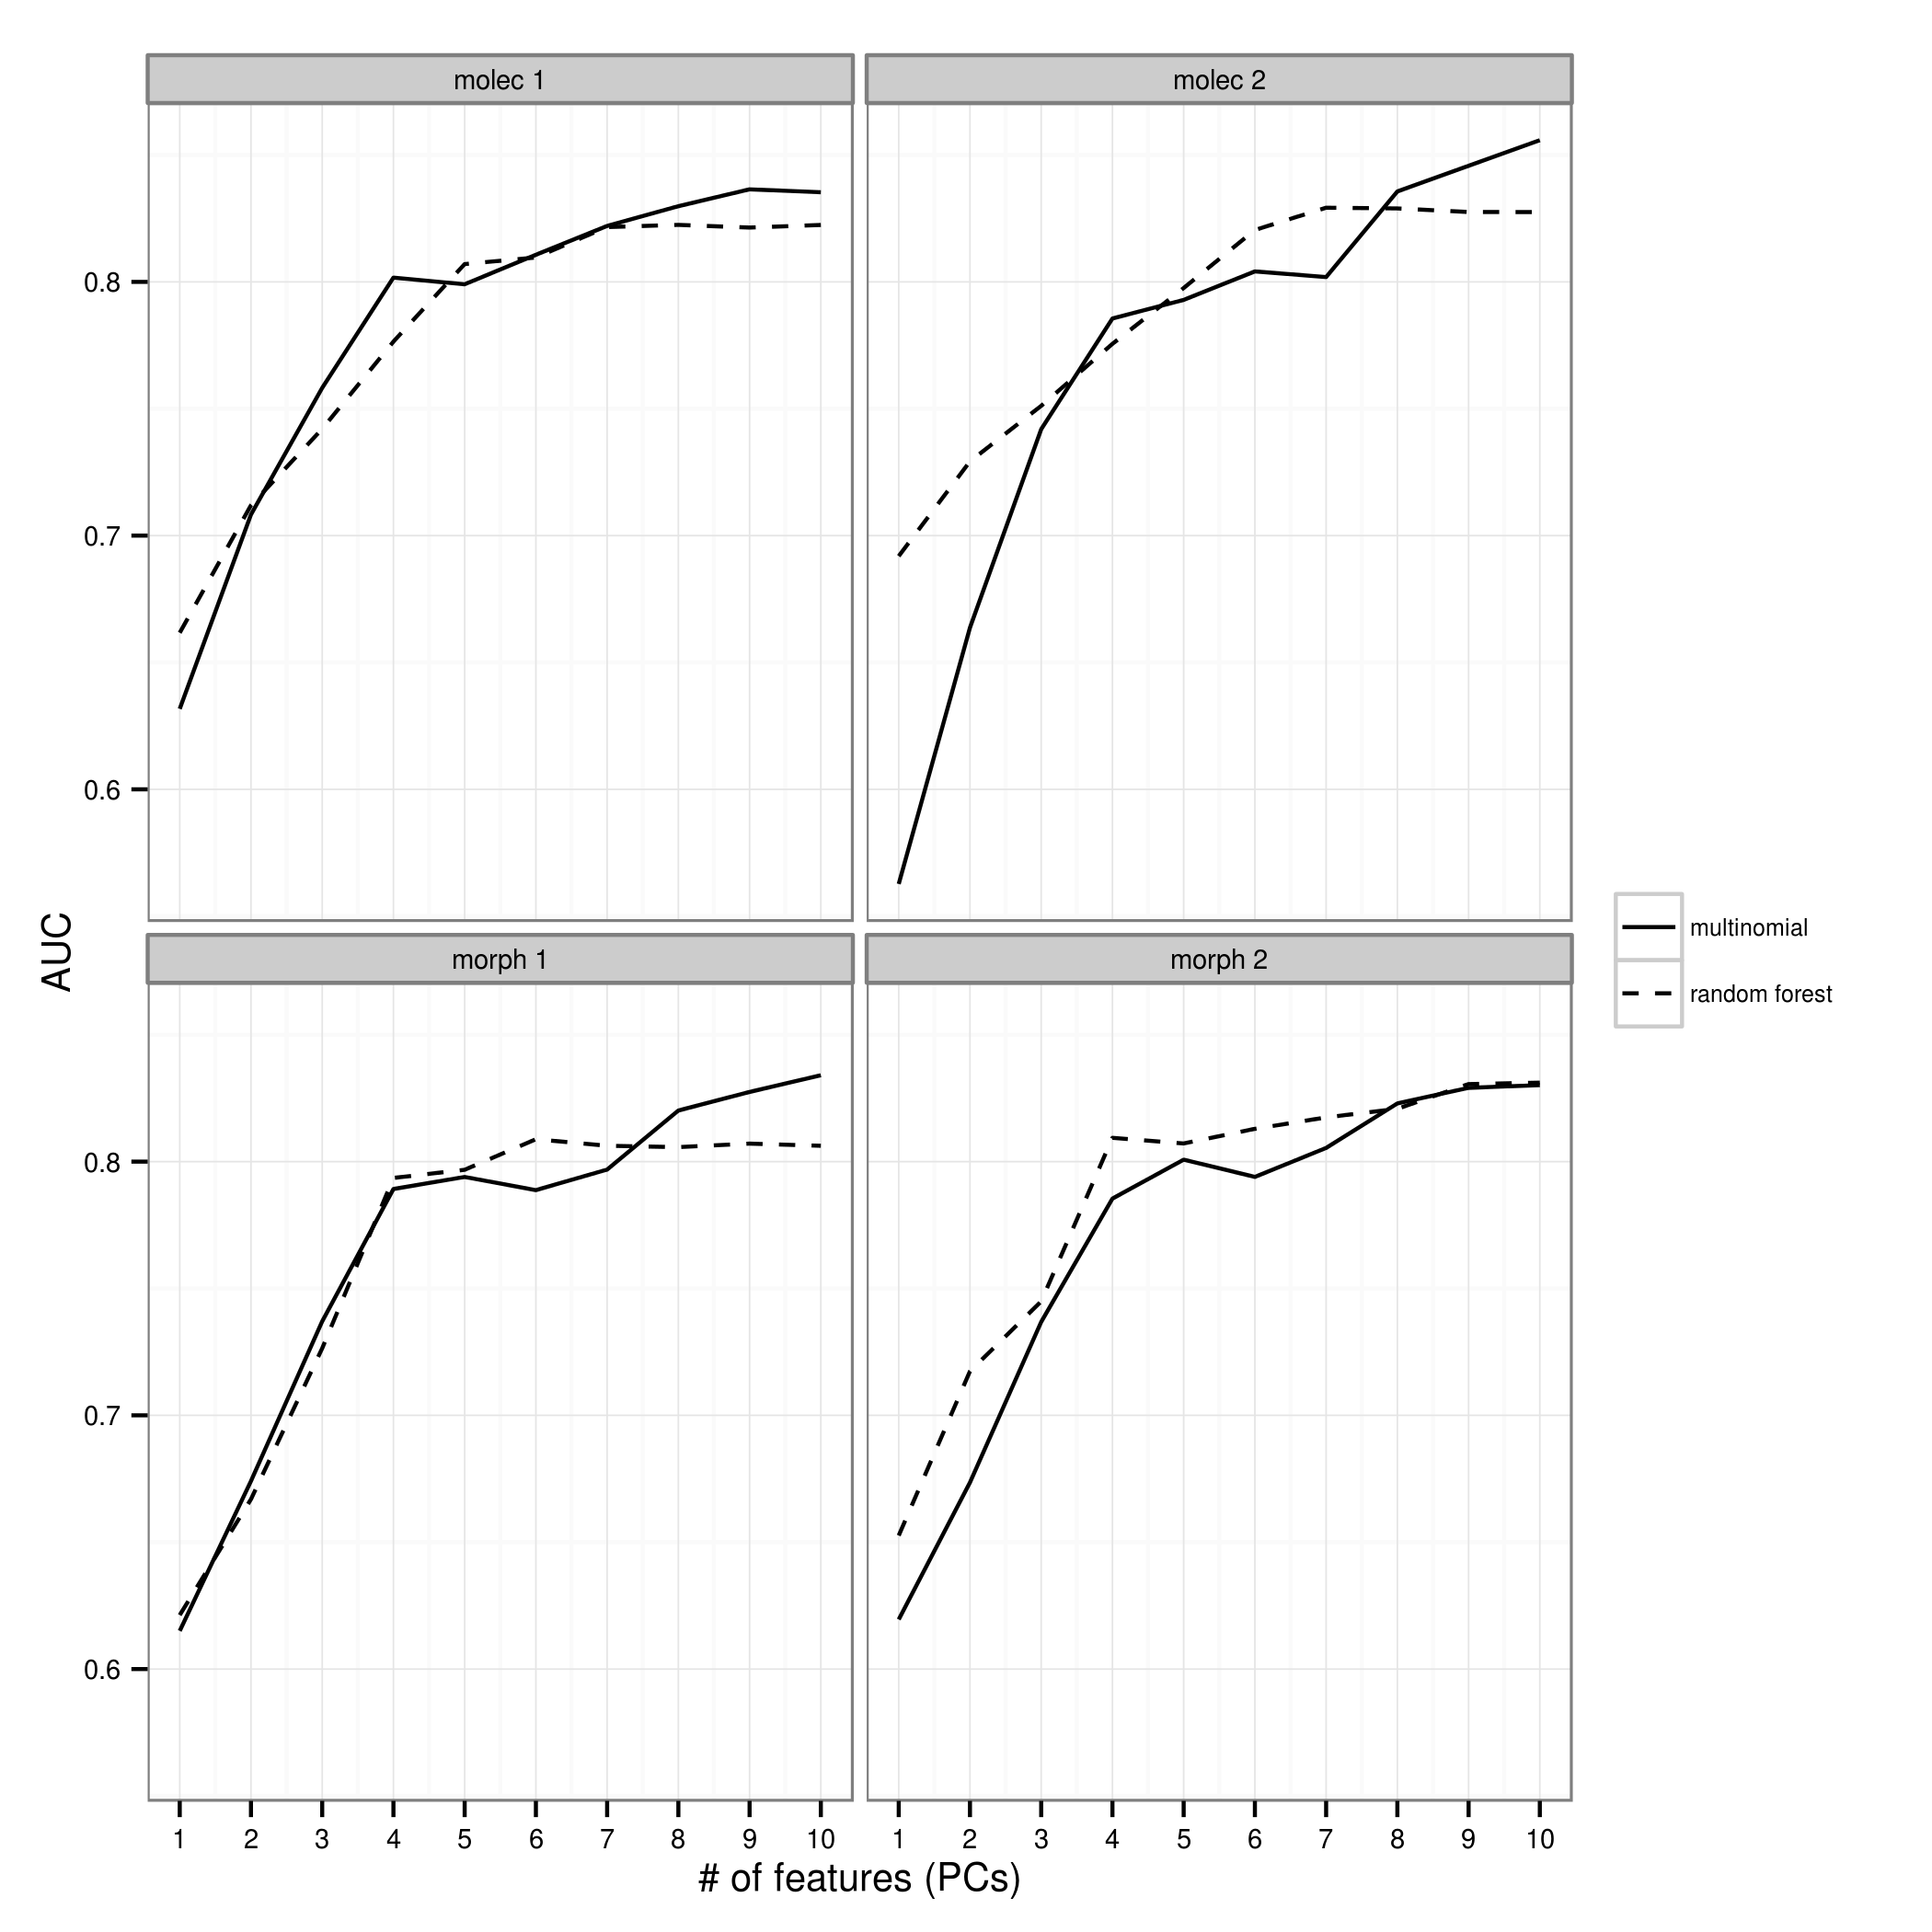 molec 1
molec 2
0.8
0.7
0.6
AUC
morph 1
morph 2
multinomial
random forest
0.8
0.7
0.6
1 2 3 4 5 6 7 8 9 10
1 2 3 4 5 6 7 8 9 10
# of features (PCs)